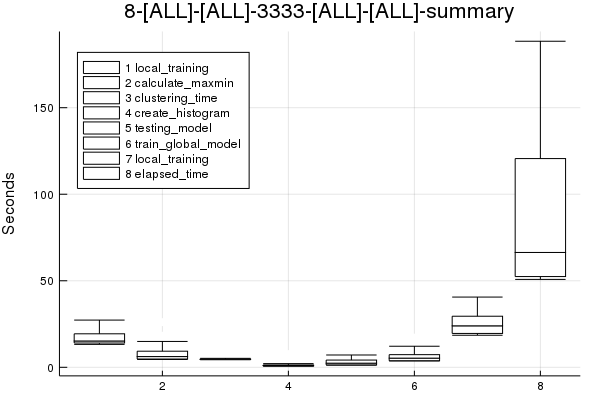 8-[ALL]-[ALL]-3333-[ALL]-[ALL]-summary
1 local_training
2 calculate_maxmin
3 clustering_time
4 create_histogram
5 testing_model
6 train_global_model
7 local_training
8 elapsed_time
Seconds
150
100
50
0
2 4 6 8